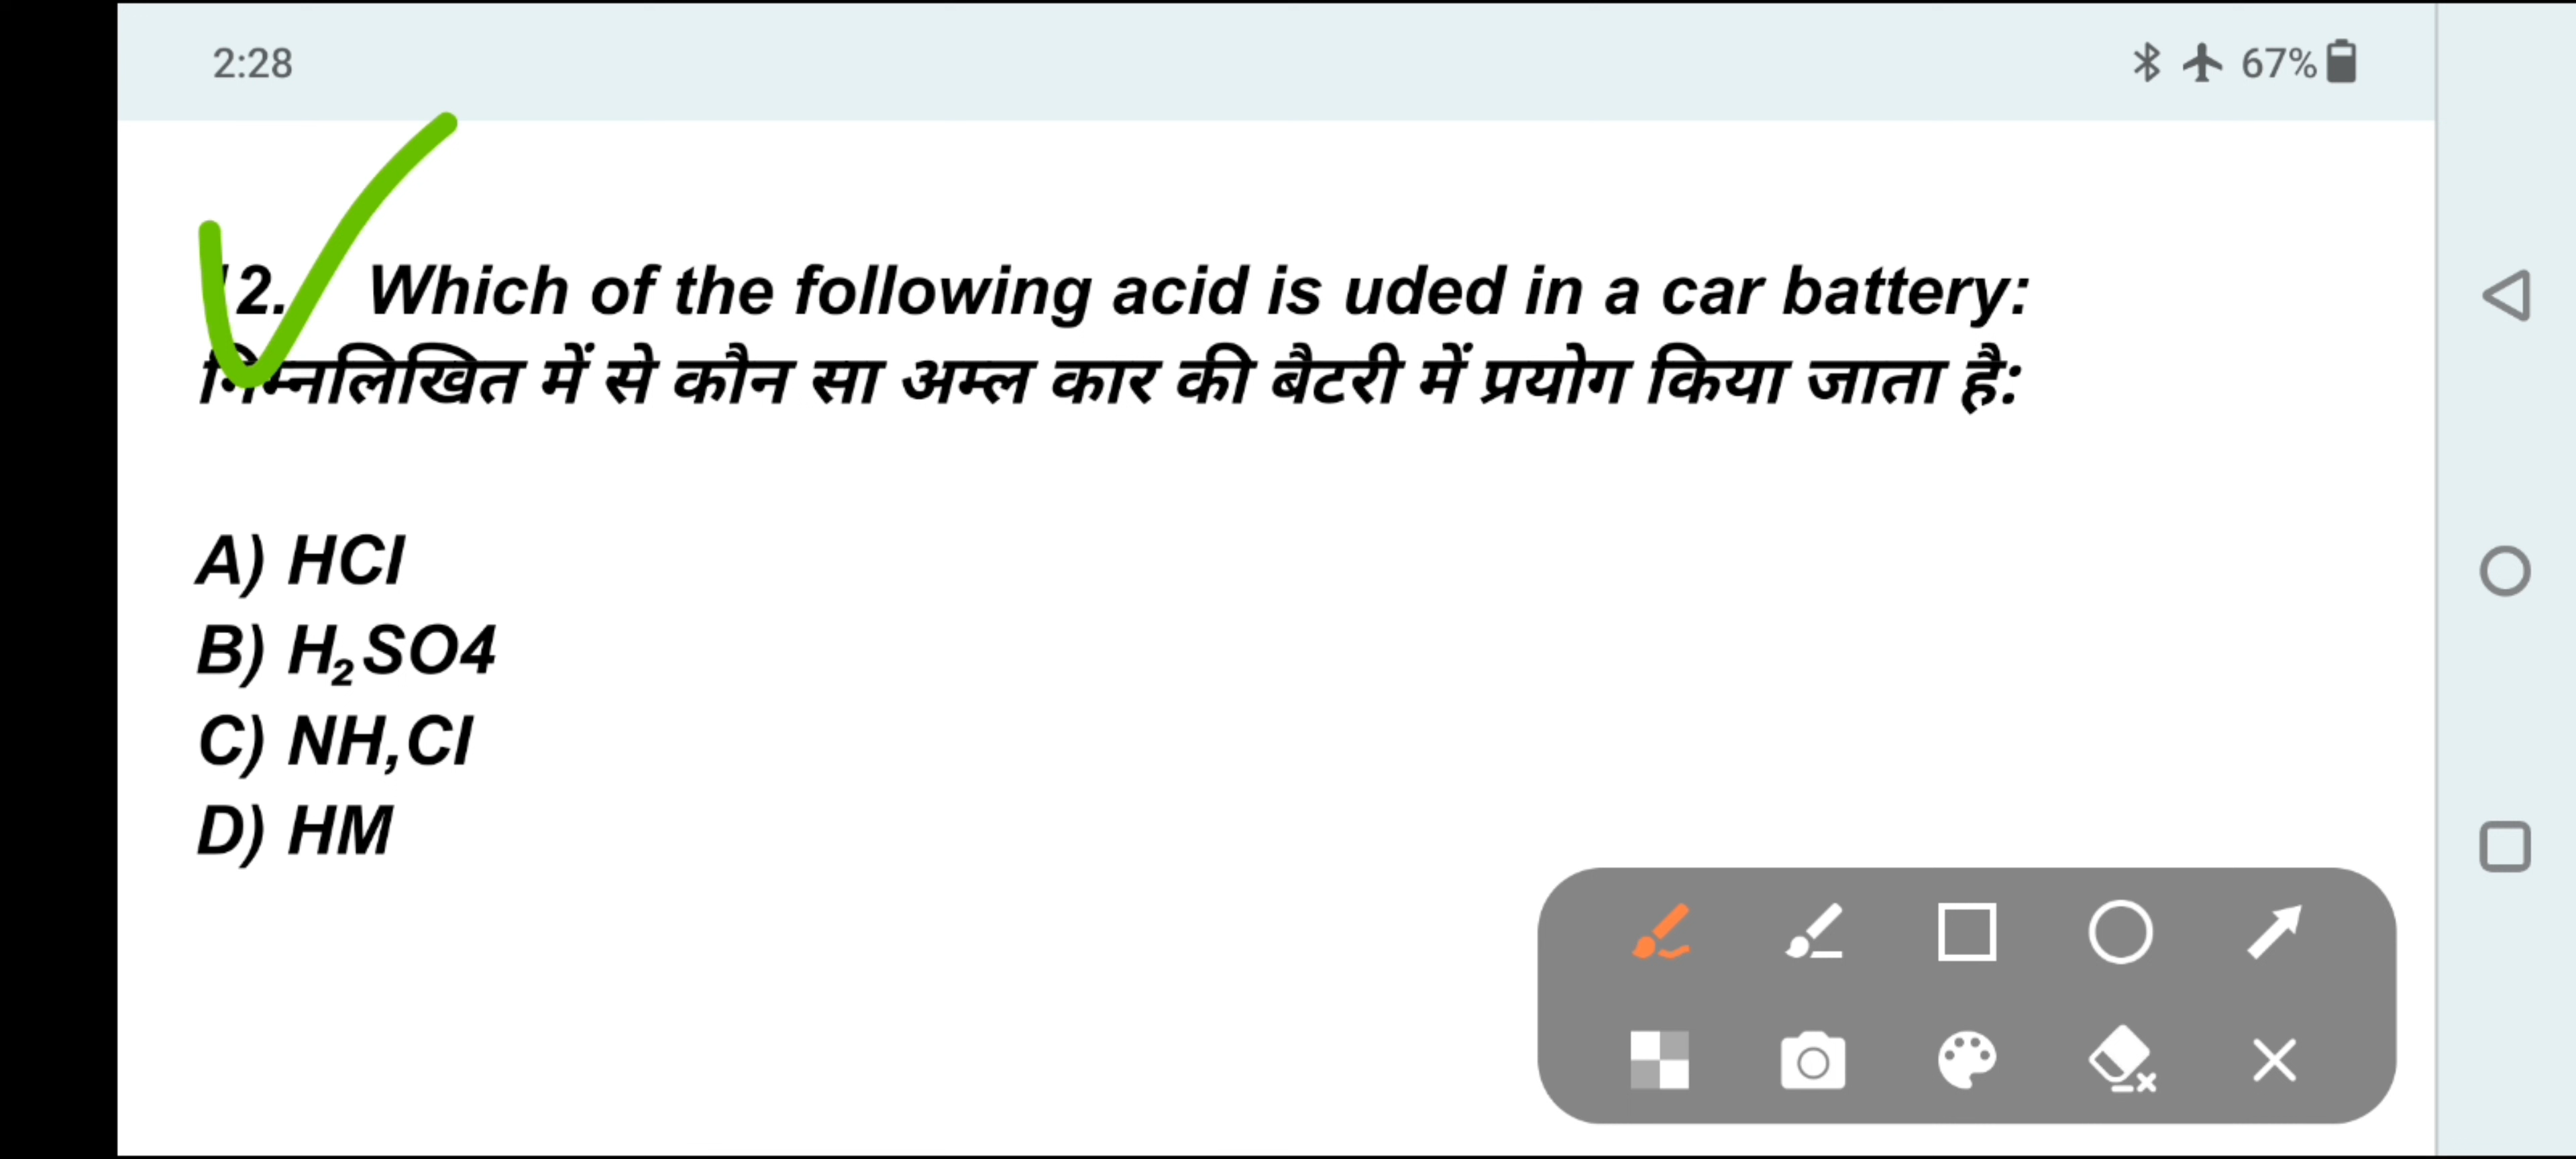 2:28
67%
12. Which of the following acid is uded in a car battery:
निम्नलिखित में से कौन सा अम्ल कार की बैटरी में प्रयोग किया जाता है:
A) HCl
B) H₂SO4
C) NH,Cl
D) HM